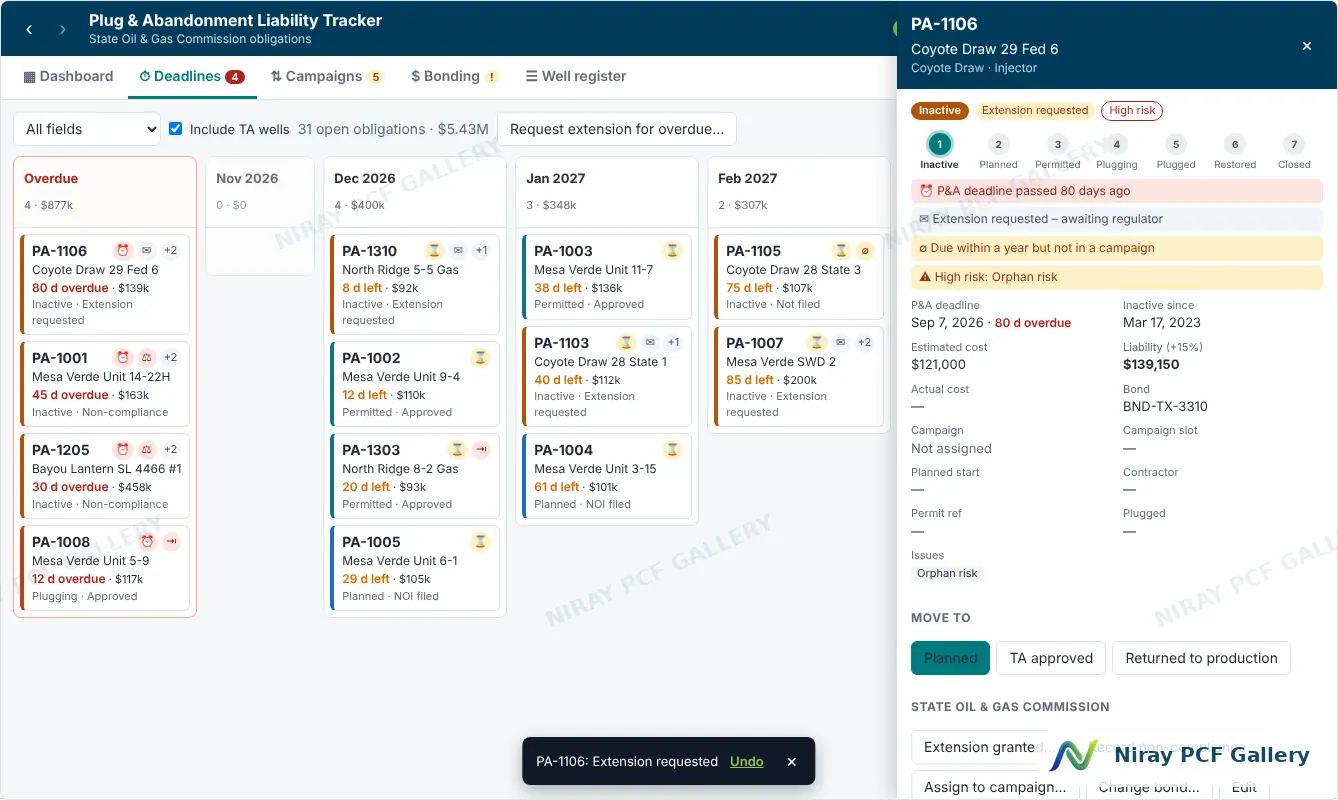 Plug & Abandonment Liability Tracker
State Oil & Gas Commission obligations
Dashboard
Deadlines 4
Campaigns 5
$ Bonding !
Well register
All fields
Include TA wells
31 open obligations · $5.43M
Request extension for overdue...
Overdue
4 · $877k
PA-1106 +2
Coyote Draw 29 Fed 6
80 d overdue · $139k
Inactive · Extension
requested
PA-1001 +2
Mesa Verde Unit 14-22H
45 d overdue · $163k
Inactive · Non-compliance
PA-1205 +2
Bayou Lantern SL 4466 #1
30 d overdue · $458k
Inactive · Non-compliance
PA-1008
Mesa Verde Unit 5-9
12 d overdue · $117k
Plugging · Approved
Nov 2026
0 · $0
Dec 2026
4 · $400k
PA-1310 +1
North Ridge 5-5 Gas
8 d left · $92k
Inactive · Extension
requested
PA-1002
Mesa Verde Unit 9-4
12 d left · $110k
Permitted · Approved
PA-1303
North Ridge 8-2 Gas
20 d left · $93k
Permitted · Approved
PA-1005
Mesa Verde Unit 6-1
29 d left · $105k
Planned · NOI filed
Jan 2027
3 · $348k
PA-1003
Mesa Verde Unit 11-7
38 d left · $136k
Permitted · Approved
PA-1103 +1
Coyote Draw 28 State 1
40 d left · $112k
Inactive · Extension
requested
PA-1004
Mesa Verde Unit 3-15
61 d left · $101k
Planned · NOI filed
Feb 2027
2 · $307k
PA-1105
Coyote Draw 28 State 3
75 d left · $107k
Inactive · Not filed
PA-1007 +2
Mesa Verde SWD 2
85 d left · $200k
Inactive · Extension
requested
PA-1106: Extension requested Undo
PA-1106
Coyote Draw 29 Fed 6
Coyote Draw · Injector
Inactive
Extension requested
High risk
1 2 3 4 5 6 7
Inactive Planned Permitted Plugging Plugged Restored Closed
P&A deadline passed 80 days ago
Extension requested – awaiting regulator
Due within a year but not in a campaign
High risk: Orphan risk
P&A deadline
Sep 7, 2026 · 80 d overdue
Inactive since
Mar 17, 2023
Estimated cost
$121,000
Liability (+15%)
$139,150
Actual cost
—
Bond
BND-TX-3310
Campaign
Not assigned
Campaign slot
—
Planned start
—
Contractor
—
Permit ref
—
Plugged
—
Issues
Orphan risk
MOVE TO
Planned
TA approved
Returned to production
STATE OIL & GAS COMMISSION
Extension granted...
Record non-compliance
Assign to campaign...
Change bond...
Edit
Niray PCF Gallery
NIRAY PCF GALLERY
NIRAY PCF GALLERY